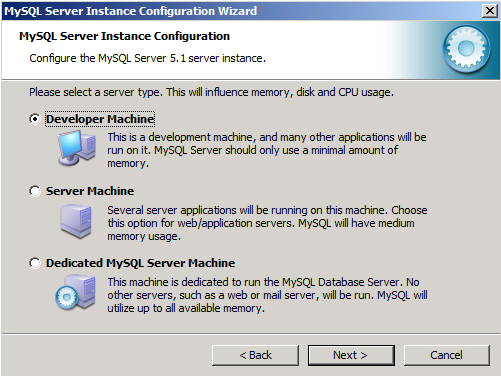 MySQL Server Instance Configuration Wizard
MySQL Server Instance Configuration
Configure the MySQL Server 5.1 server instance.
Please select a server type. This will influence memory, disk and CPU usage.
Developer Machine
This is a development machine, and many other applications will be
run on it. MySQL Server should only use a minimal amount of
memory.
Server Machine
Several server applications will be running on this machine. Choose
this option for web/application servers. MySQL will have medium
memory usage.
Dedicated MySQL Server Machine
This machine is dedicated to run the MySQL Database Server. No
other servers, such as a web or mail server, will be run. MySQL will
utilize up to all available memory.
< Back
Next >
Cancel